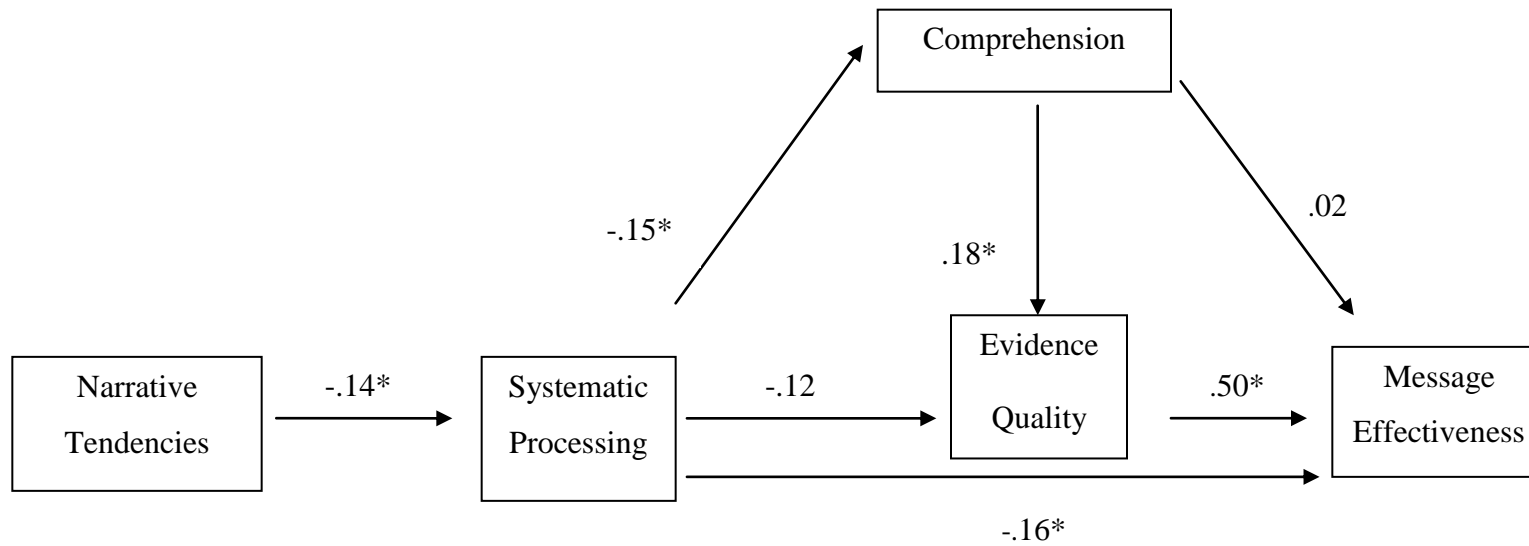 Comprehension
-.15*
.02
.18*
Narrative
Tendencies
-.14*
Systematic
Processing
-.12
Evidence
Quality
.50*
Message
Effectiveness
-.16*